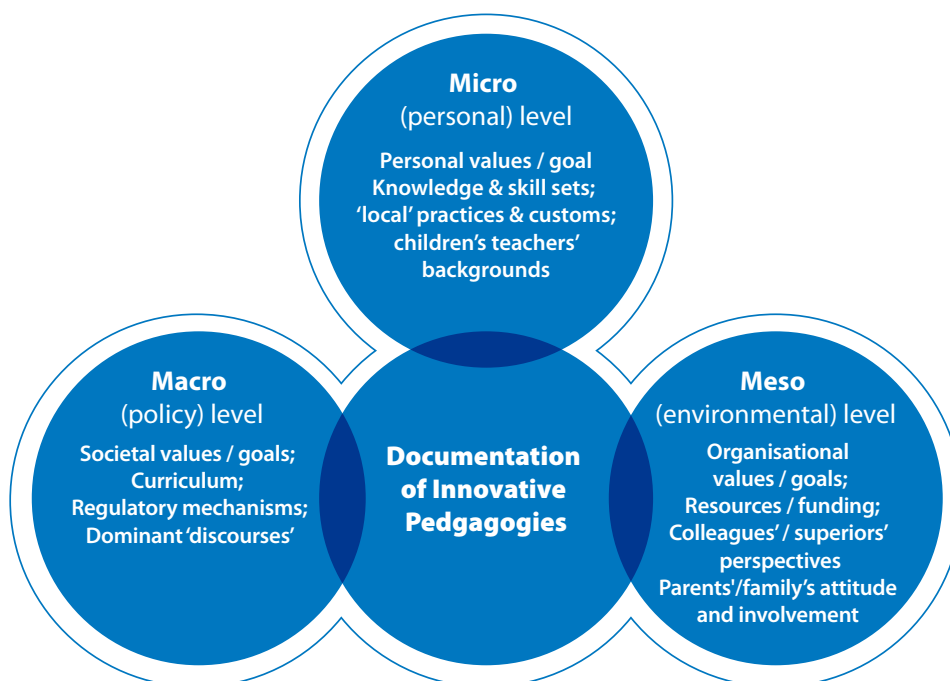 Micro
(personal) level
Personal values / goal
Knowledge & skill sets;
‘local’ practices & customs;
children’s teachers’
backgrounds
Macro
(policy) level
Societal values / goals;
Curriculum;
Regulatory mechanisms;
Dominant ‘discourses’
Documentation
of Innovative
Pedgagogies
Meso
(environmental) level
Organisational
values / goals;
Resources / funding;
Colleagues’ / superiors’
perspectives
Parents'/family’s attitude
and involvement